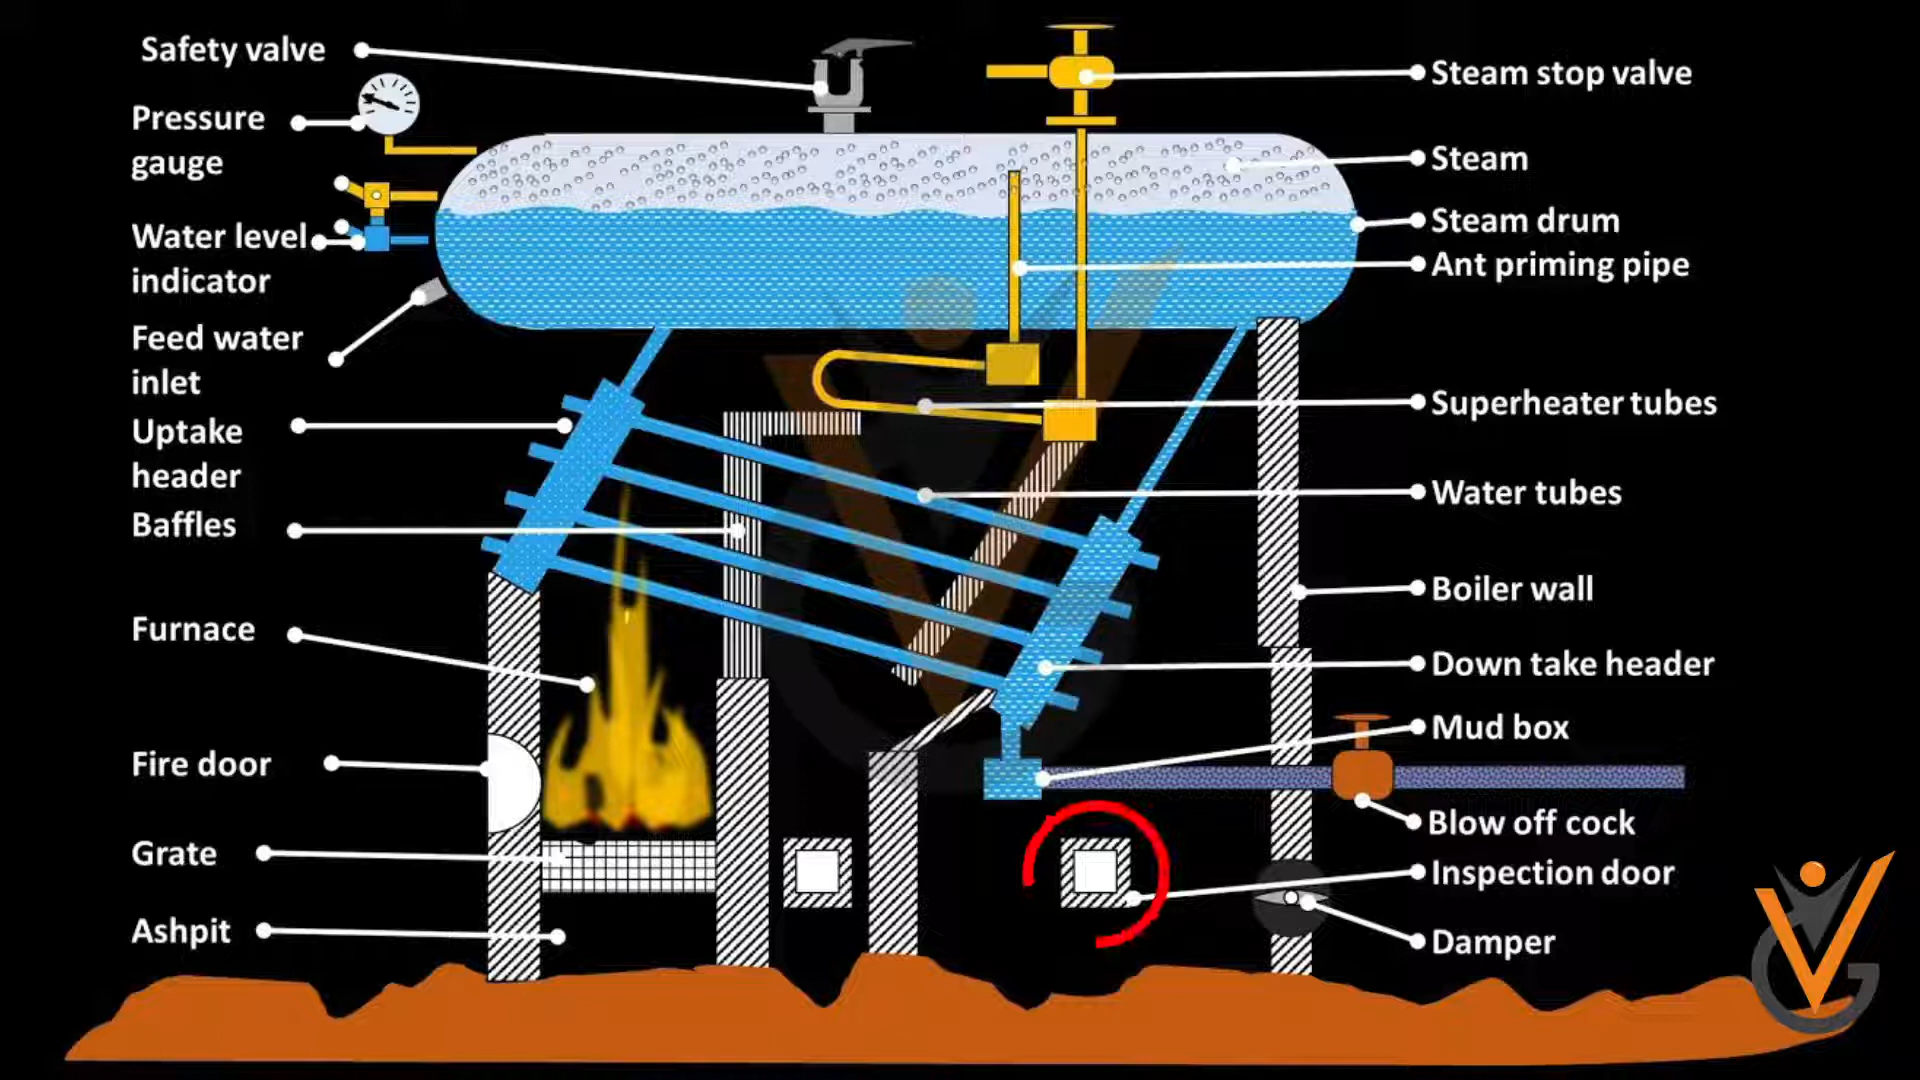 Safety valve
Pressure
gauge
Water level
indicator
Feed water
inlet
Uptake
header
Baffles
Furnace
Fire door
Grate
Ashpit
Steam stop valve
Steam
Steam drum
Ant priming pipe
Superheater tubes
Water tubes
Boiler wall
Down take header
Mud box
Blow off cock
Inspection door
Damper